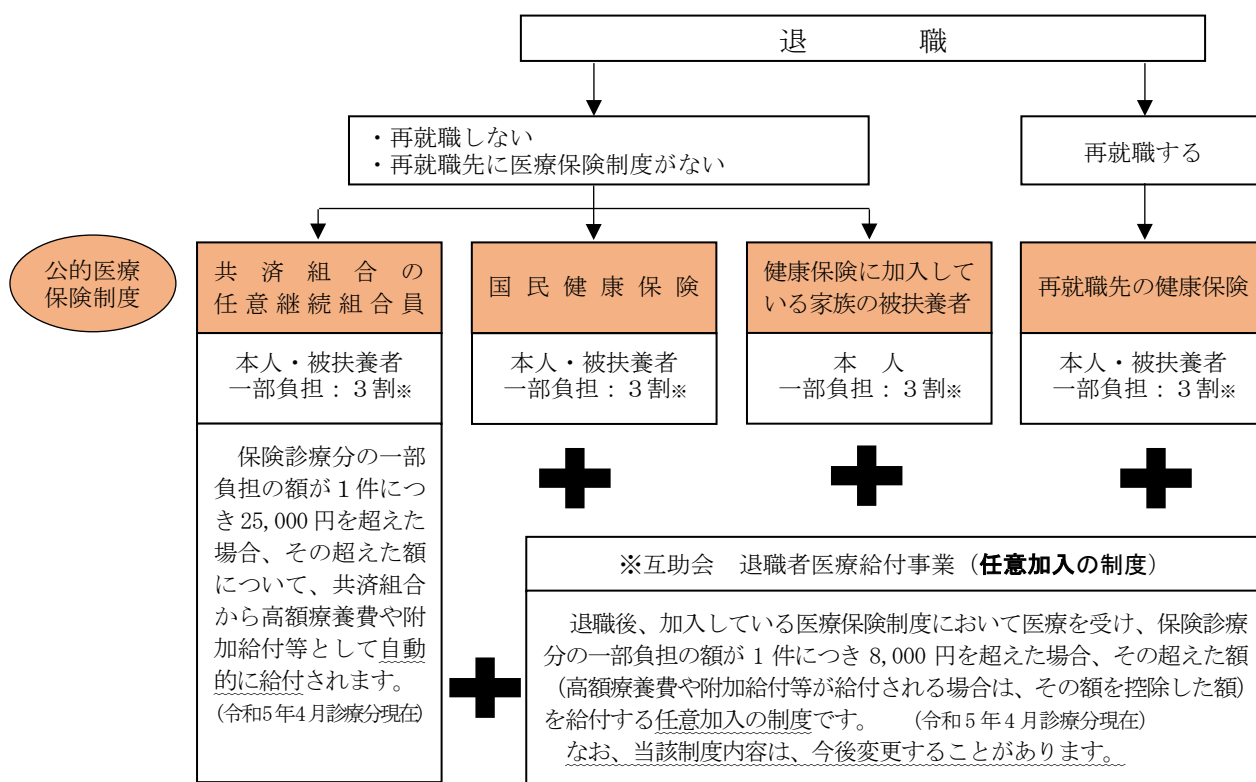 退　　　職
・再就職しない
・再就職先に医療保険制度がない
再就職する
公的医療
保険制度
共済組合の
任意継続組合員
国民健康保険
健康保険に加入して
いる家族の被扶養者
再就職先の健康保険
本人・被扶養者
一部負担：３割※
本人・被扶養者
一部負担：３割※
本　人
一部負担：３割※
本人・被扶養者
一部負担：３割※
保険診療分の一部
負担の額が１件につ
き25,000円を超えた
場合、その超えた額
について、共済組合
から高額療養費や附
加給付等として自動
的に給付されます。
(令和5年4月診療分現在)
※互助会　退職者医療給付事業（任意加入の制度）
退職後、加入している医療保険制度において医療を受け、保険診療
分の一部負担の額が１件につき8,000円を超えた場合、その超えた額
（高額療養費や附加給付等が給付される場合は、その額を控除した額）
を給付する任意加入の制度です。　(令和5年4月診療分現在)
なお、当該制度内容は、今後変更することがあります。